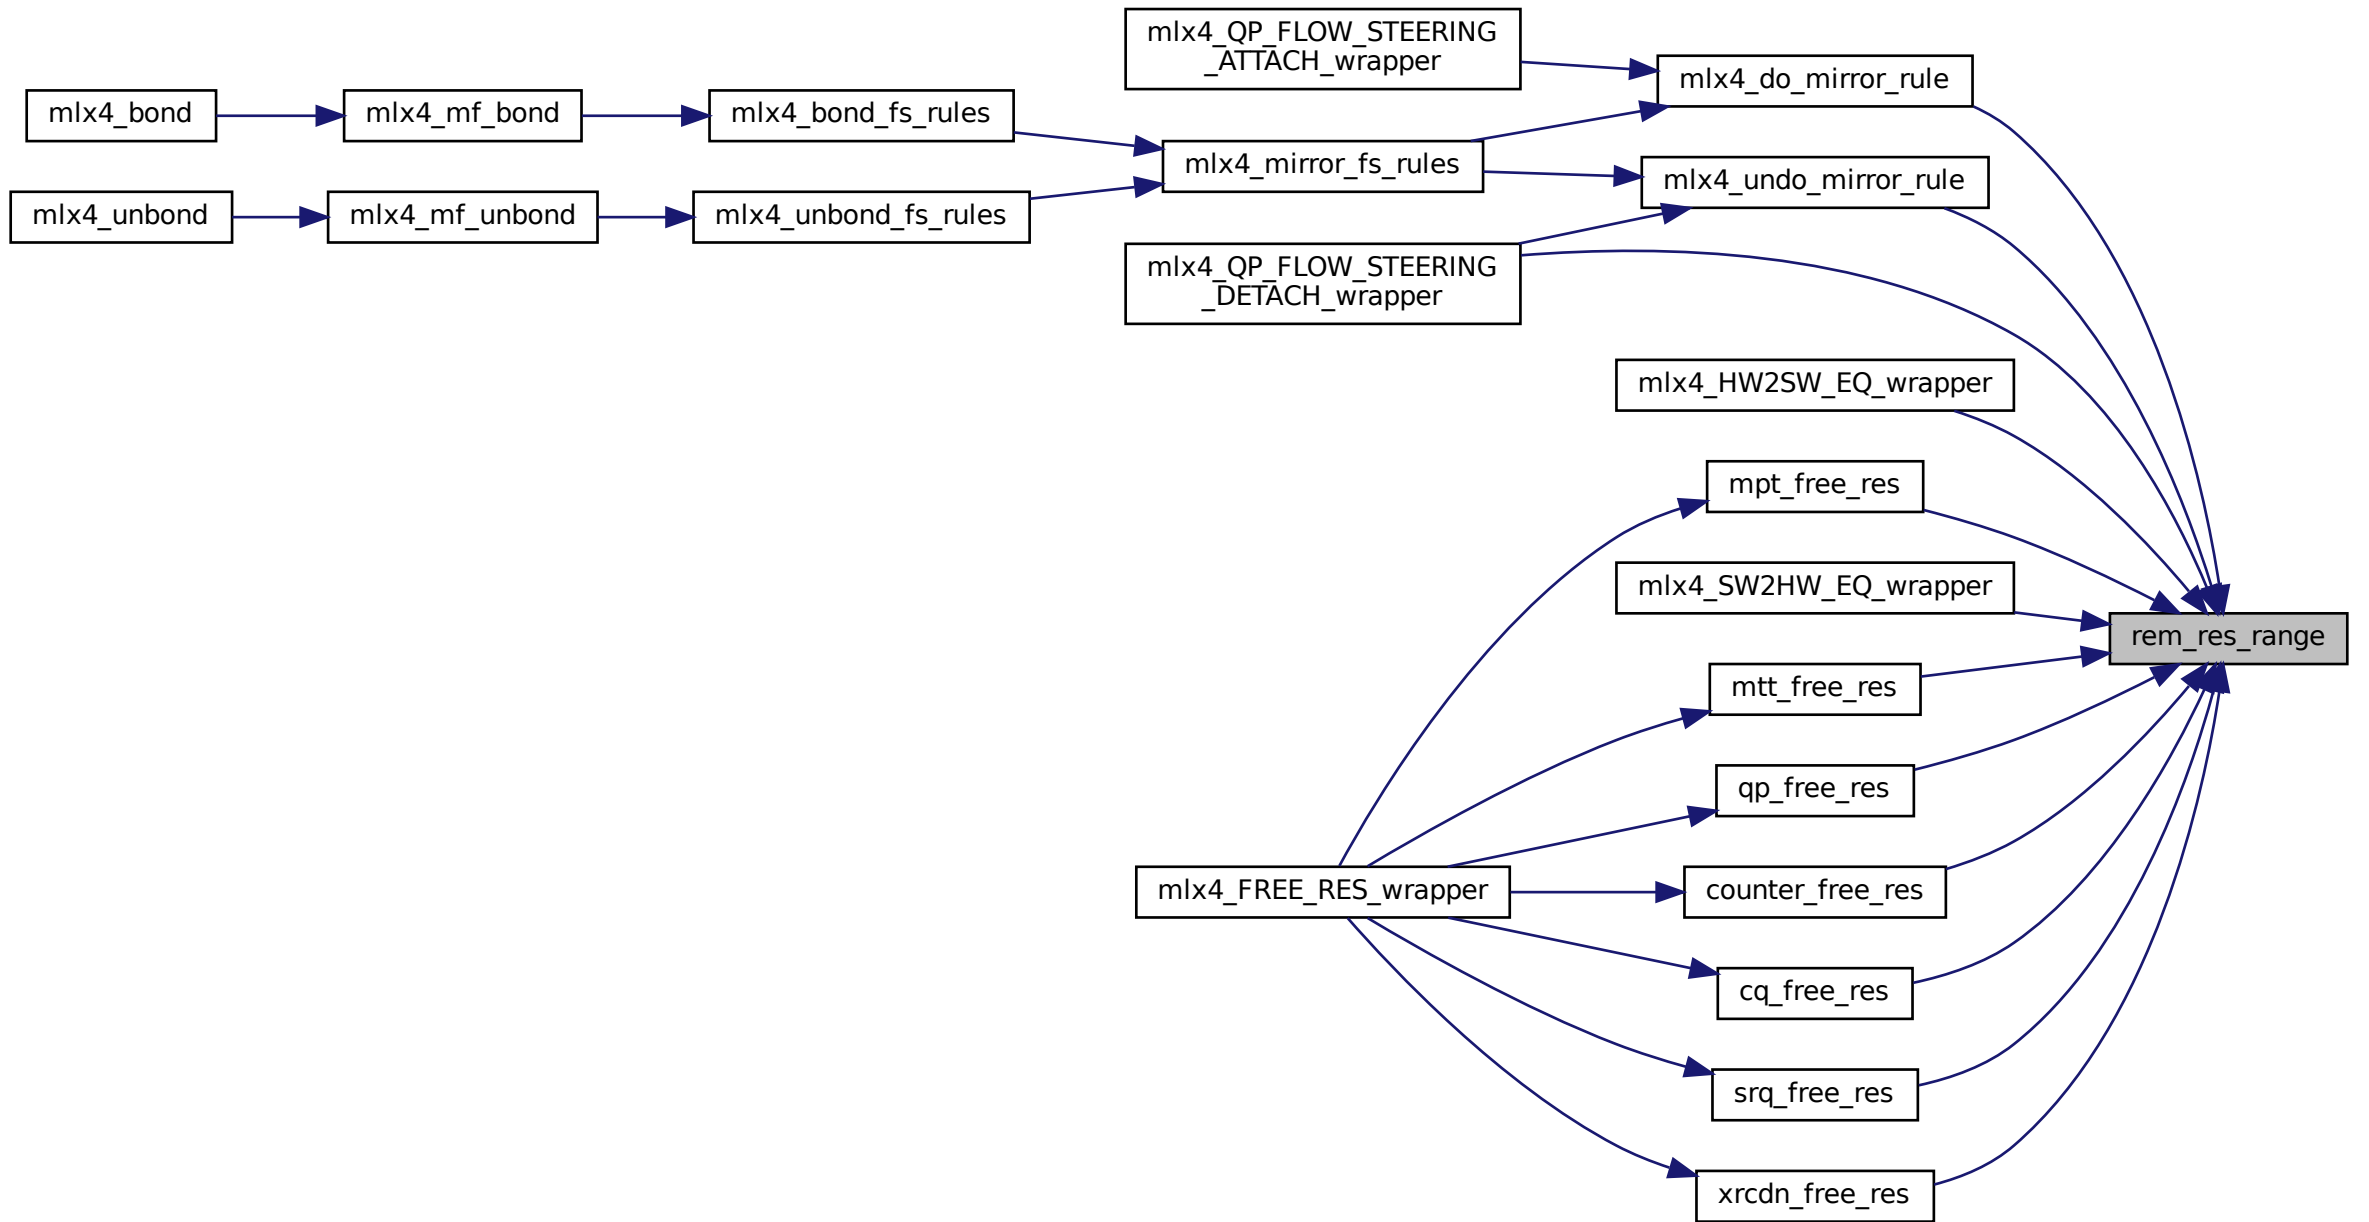 mlx4_QP_FLOW_STEERING
_ATTACH_wrapper
mlx4_do_mirror_rule
mlx4_bond
mlx4_mf_bond
mlx4_bond_fs_rules
mlx4_mirror_fs_rules
mlx4_undo_mirror_rule
mlx4_unbond
mlx4_mf_unbond
mlx4_unbond_fs_rules
mlx4_QP_FLOW_STEERING
_DETACH_wrapper
mlx4_HW2SW_EQ_wrapper
mpt_free_res
mlx4_SW2HW_EQ_wrapper
rem_res_range
mtt_free_res
qp_free_res
mlx4_FREE_RES_wrapper
counter_free_res
cq_free_res
srq_free_res
xrcdn_free_res